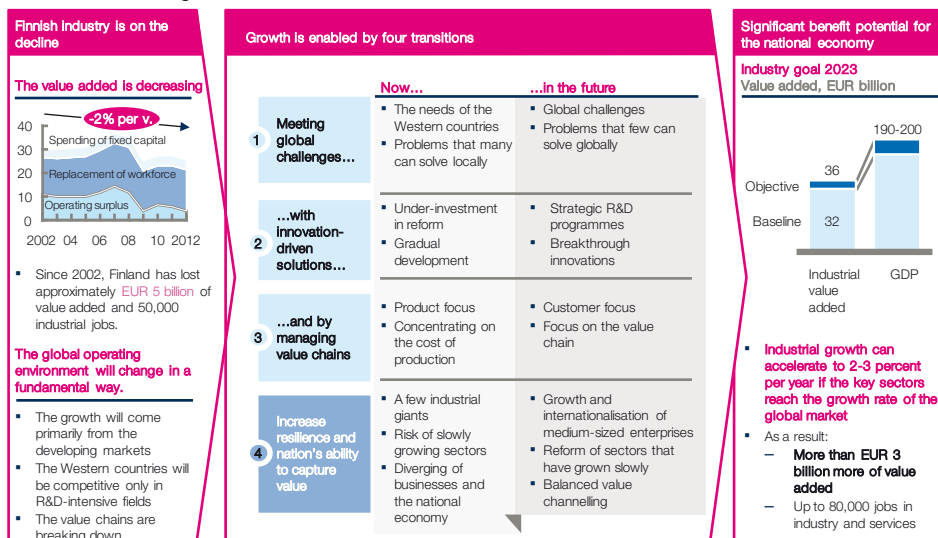 Finnish industry is on the
decline
The value added is decreasing
-2% per v.
40
30
20
10
0
Spending of fixed capital
Replacement of workforce
Operating surplus
2002 04 06 08 10 2012
▪ Since 2002, Finland has lost
approximately EUR 5 billion of
value added and 50,000
industrial jobs.
The global operating
environment will change in a
fundamental way.
▪ The growth will come
primarily from the
developing markets
▪ The Western countries will
be competitive only in
R&D-intensive fields
▪ The value chains are
breaking down
Growth is enabled by four transitions
Now...
...in the future
1
Meeting
global
challenges...
▪ The needs of the
Western countries
▪ Problems that many
can solve locally
▪ Global challenges
▪ Problems that few can
solve globally
2
...with
innovation-
driven
solutions...
▪ Under-investment
in reform
▪ Gradual
development
▪ Strategic R&D
programmes
▪ Breakthrough
innovations
3
...and by
managing
value chains
▪ Product focus
▪ Concentrating on
the cost of
production
▪ Customer focus
▪ Focus on the value
chain
4
Increase
resilience and
nation's ability
to capture
value
▪ A few industrial
giants
▪ Risk of slowly
growing sectors
▪ Diverging of
businesses and
the national
economy
▪ Growth and
internationalisation of
medium-sized enterprises
▪ Reform of sectors that
have grown slowly
▪ Balanced value
channelling
Significant benefit potential for
the national economy
Industry goal 2023
Value added, EUR billion
190-200
36
Objective
Baseline
32
Industrial
value
added
GDP
▪ Industrial growth can
accelerate to 2-3 percent
per year if the key sectors
reach the growth rate of the
global market
▪ As a result:
– More than EUR 3
billion more of value
added
– Up to 80,000 jobs in
industry and services